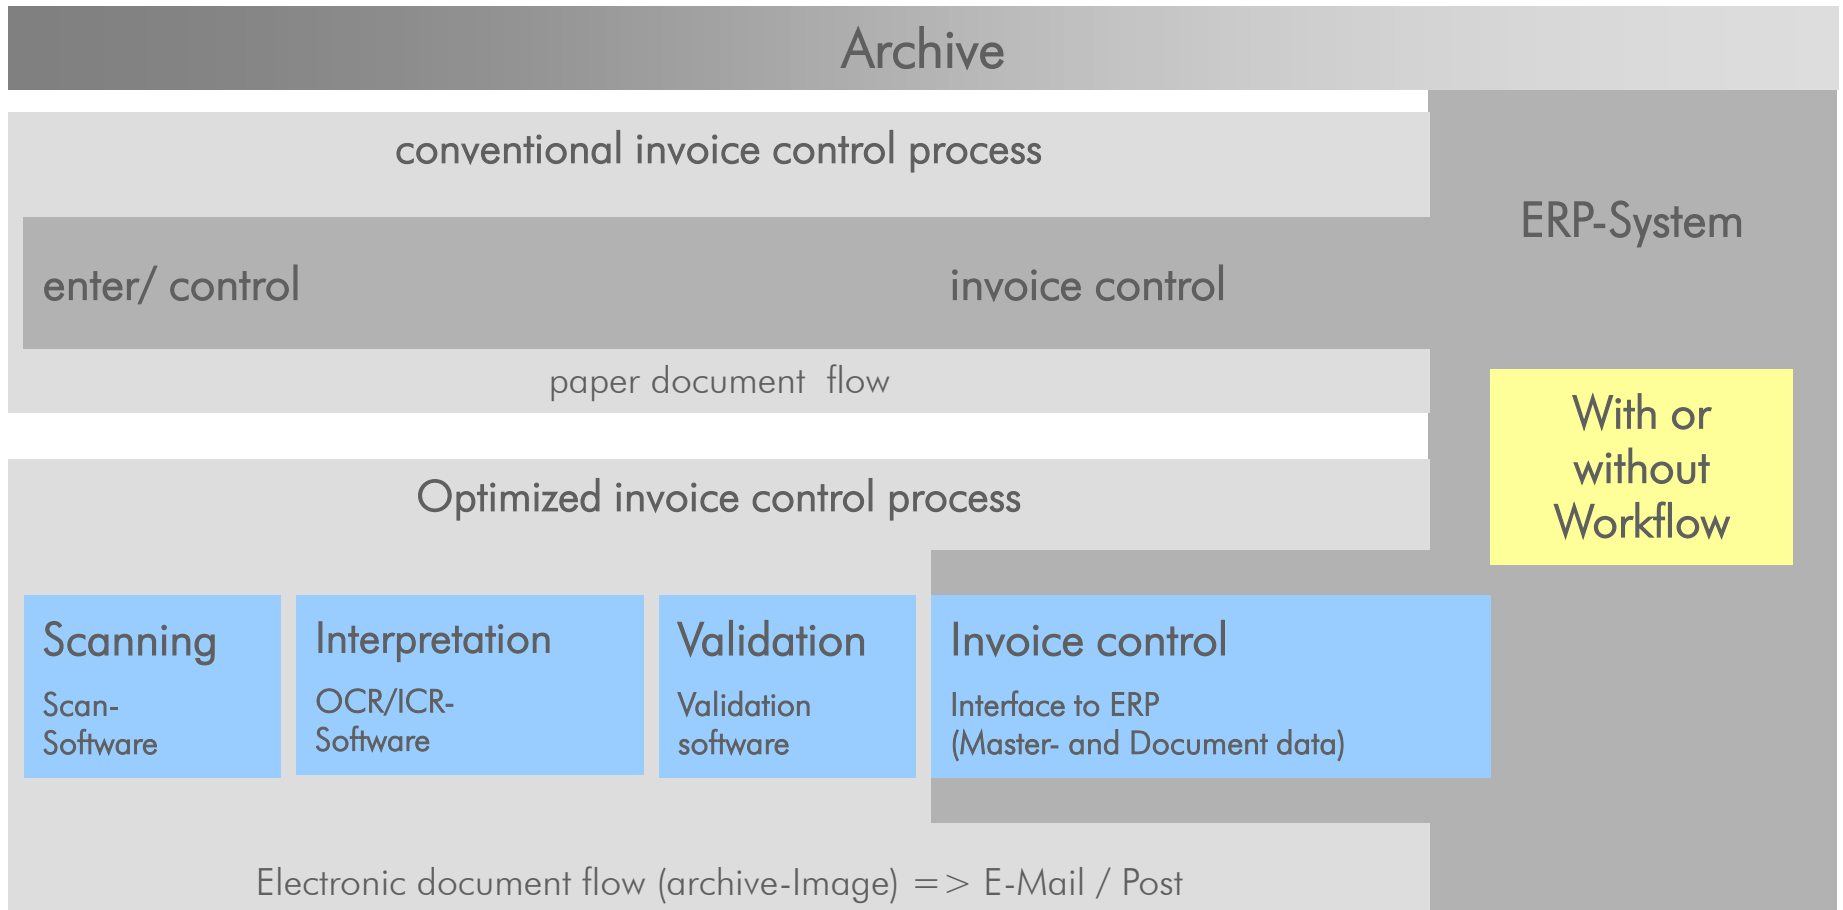 Archive
conventional invoice control process
ERP-System
enter/ control
invoice control
paper document flow
With or
without
Workflow
Optimized invoice control process
Scanning
Scan-
Software
Interpretation
OCR/ICR-
Software
Validation
Validation
software
Invoice control
Interface to ERP
(Master- and Document data)
Electronic document flow (archive-Image) => E-Mail / Post